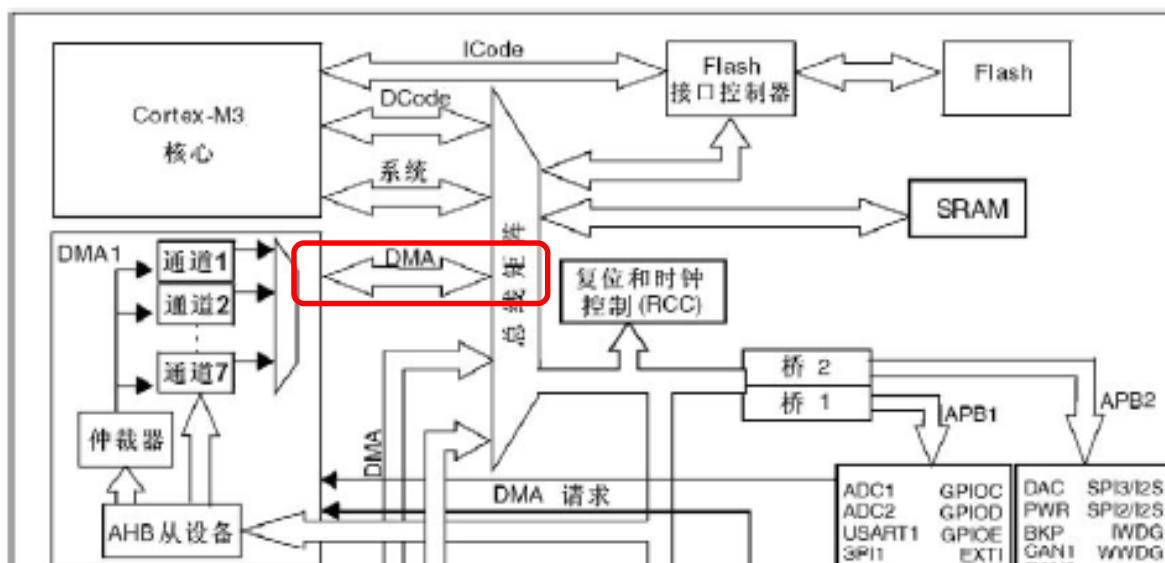 ICode
Flash
接口控制器
Flash
Cortex-M3
核心
DCode
系统
SRAM
DMA1
通道1
通道2
通道7
DMA
总线矩阵
复位和时钟
控制(RCC)
桥 2
桥 1
APB1
APB2
仲裁器
DMA
DMA 请求
AHB从设备
ADC1 GPIOC
ADC2 GPIOD
USART1 GPIOE
SPI1 EXTI
DAC SPI3/I2S
PWR SPI2/I2S
BKP IWDG
CAN1 WWDG